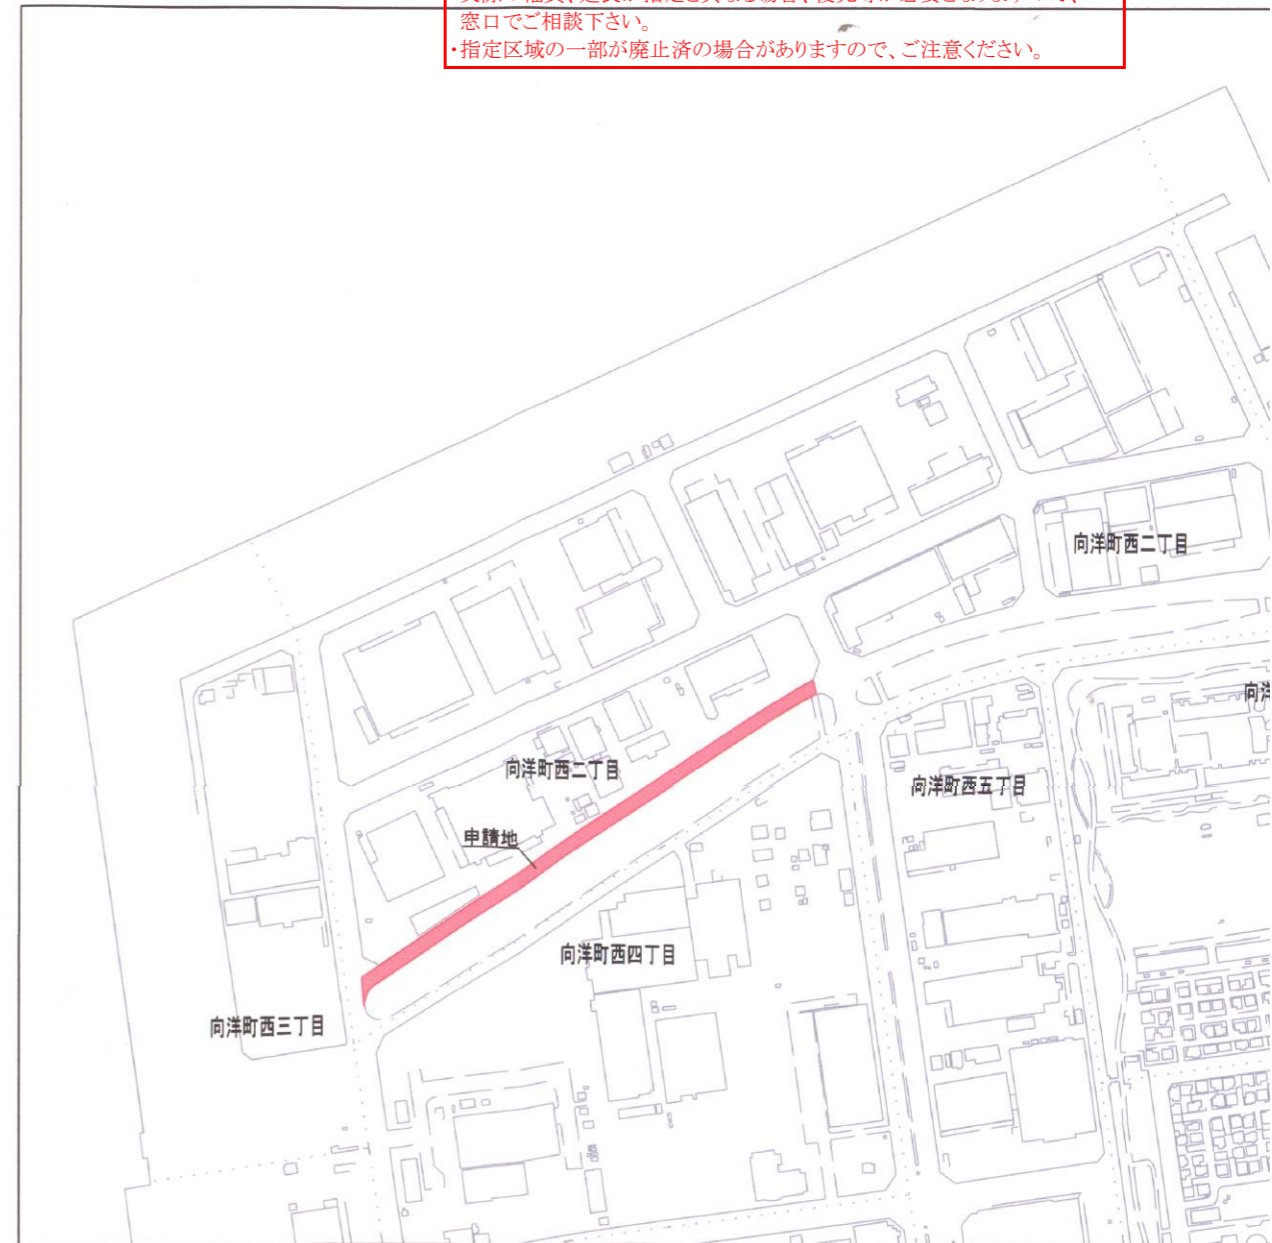 窓口でご相談下さい。
・指定区域の一部が廃止済の場合がありますので、ご注意ください。
向洋町西二丁目
向洋
向洋町西二丁目
向洋町西五丁目
申請地
向洋町西四丁目
向洋町西三丁目